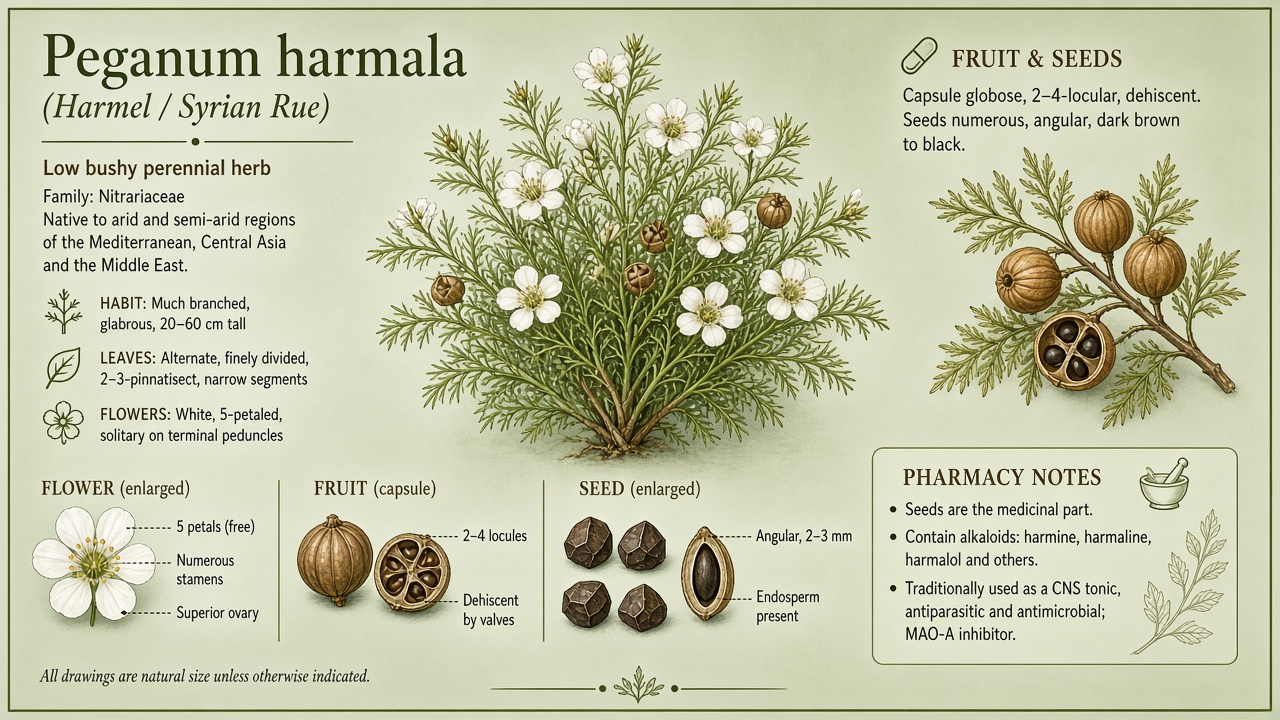 Peganum harmala
(Harmel / Syrian Rue)
Low bushy perennial herb
Family: Nitrariaceae
Native to arid and semi-arid regions
of the Mediterranean, Central Asia
and the Middle East.
HABIT: Much branched,
glabrous, 20–60 cm tall
LEAVES: Alternate, finely divided,
2–3-pinnatisect, narrow segments
FLOWERS: White, 5-petaled,
solitary on terminal peduncles
FRUIT & SEEDS
Capsule globose, 2–4-locular, dehiscent.
Seeds numerous, angular, dark brown
to black.
FLOWER (enlarged)
5 petals (free)
Numerous
stamens
Superior ovary
FRUIT (capsule)
2–4 locules
Dehiscent
by valves
SEED (enlarged)
Angular, 2–3 mm
Endosperm
present
PHARMACY NOTES
• Seeds are the medicinal part.
• Contain alkaloids: harmine, harmaline,
harmalol and others.
• Traditionally used as a CNS tonic,
antiparasitic and antimicrobial;
MAO-A inhibitor.
All drawings are natural size unless otherwise indicated.